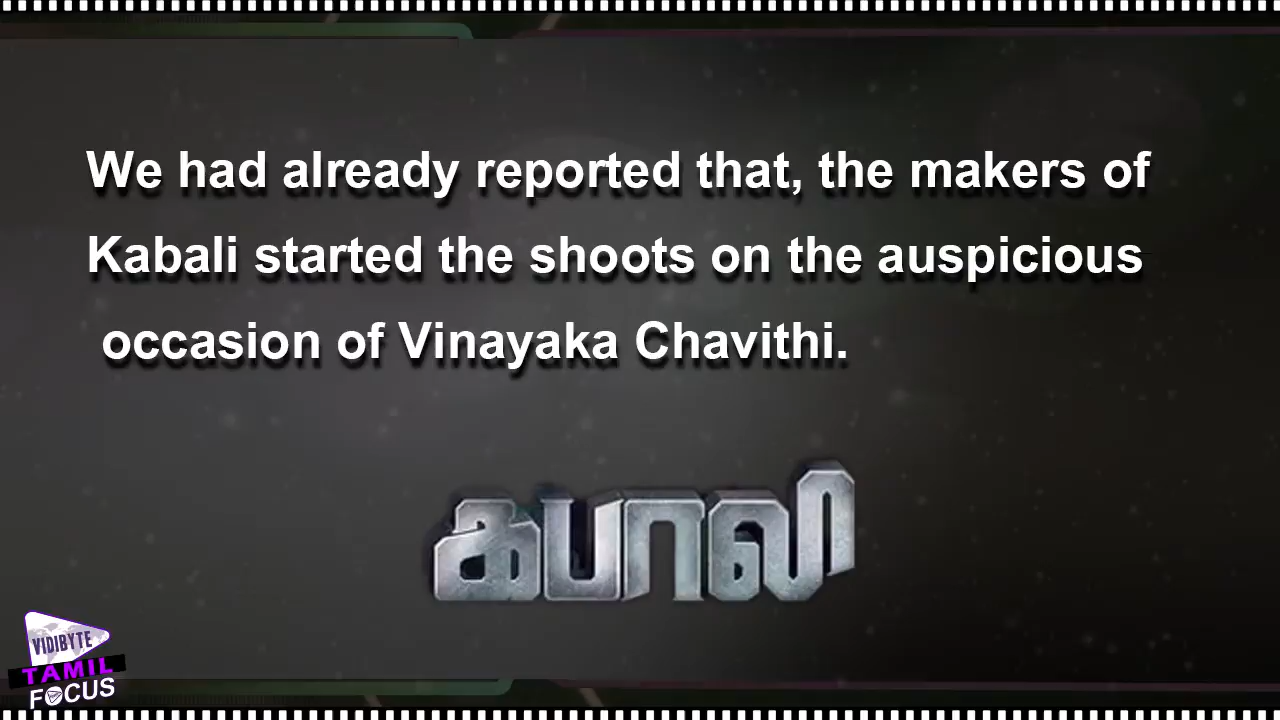 We had already reported that, the makers of
Kabali started the shoots on the auspicious
occasion of Vinayaka Chavithi.
கபாலி
VIDIBYTE
TAMIL
FOCUS